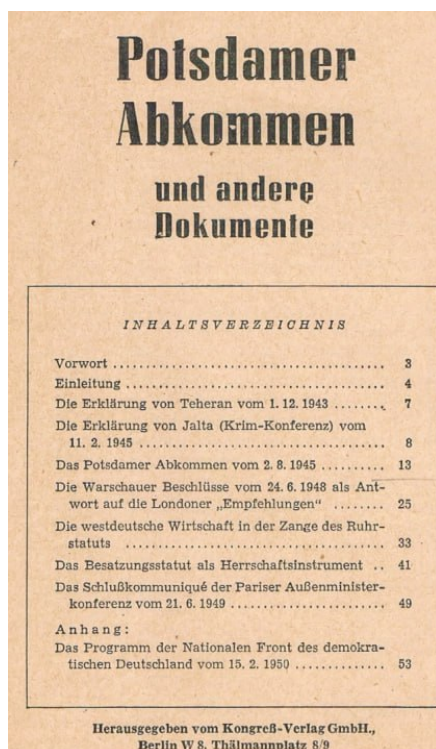 Potsdamer
Abkommen
und andere
Dokumente
INHALTSVERZEICHNIS
Vorwort ........................................ 3
Einleitung ...................................... 4
Die Erklärung von Teheran vom 1. 12. 1943 ........ 7
Die Erklärung von Jalta (Krim-Konferenz) vom
11. 2. 1945 .................................... 8
Das Potsdamer Abkommen vom 2. 8. 1945 .......... 13
Die Warschauer Beschlüsse vom 24. 6. 1948 als Ant-
wort auf die Londoner „Empfehlungen“ ........ 25
Die westdeutsche Wirtschaft in der Zange des Ruhr-
statuts ...................................... 33
Das Besatzungsstatut als Herrschaftsinstrument .. 41
Das Schlußkommuniqué der Pariser Außenminister-
konferenz vom 21. 6. 1949 ...................... 49
Anhang:
Das Programm der Nationalen Front des demokra-
tischen Deutschland vom 15. 2. 1950 ............. 53
Herausgegeben vom Kongreß-Verlag GmbH.,
Berlin W 8, Thälmannplatz 8/9